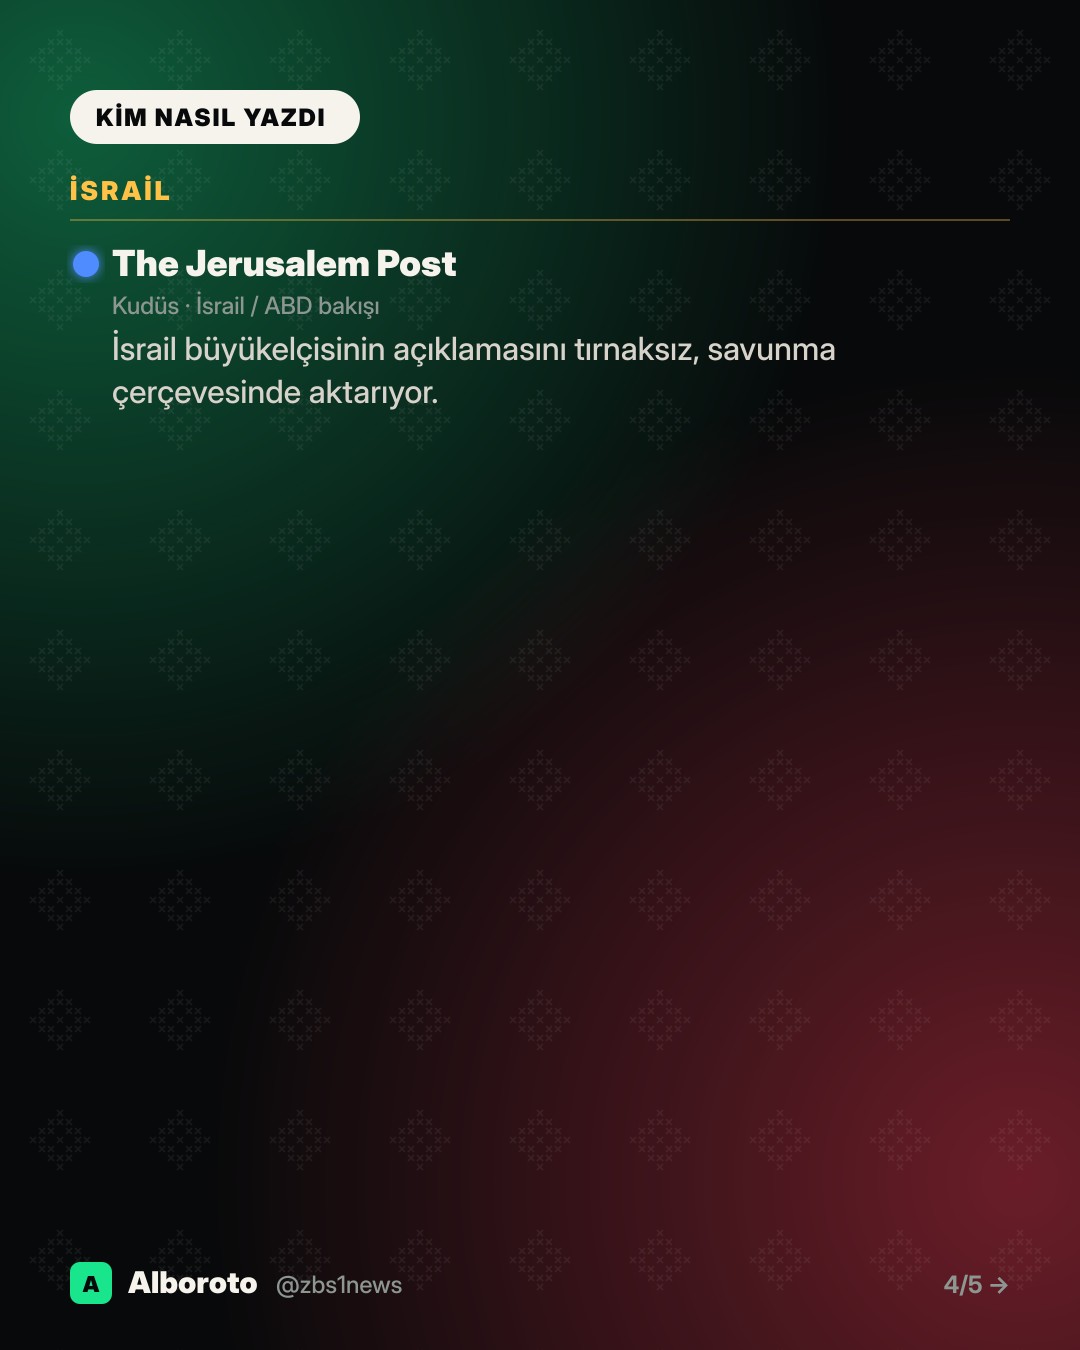 KİM NASIL YAZDI
İSRAİL
The Jerusalem Post
Kudüs · İsrail / ABD bakışı
İsrail büyükelçisinin açıklamasını tırnaksız, savunma
çerçevesinde aktarıyor.
A Alboroto @zbs1news
4/5 →